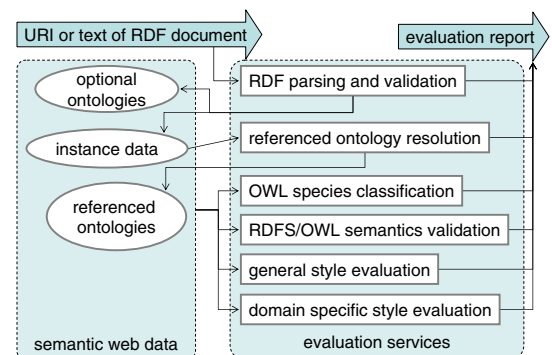 URI or text of RDF document
evaluation report
optional
ontologies
RDF parsing and validation
instance data
referenced ontology resolution
referenced
ontologies
OWL species classification
RDFS/OWL semantics validation
general style evaluation
domain specific style evaluation
semantic web data
evaluation services